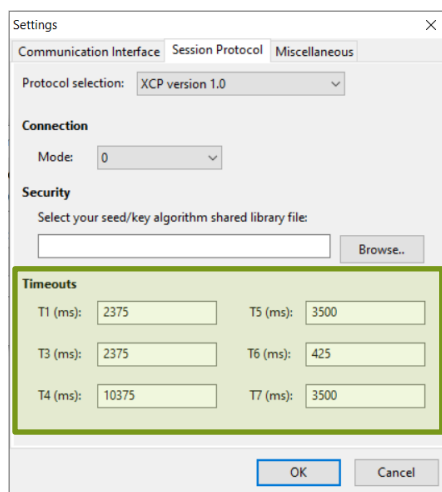 Settings
Communication Interface Session Protocol Miscellaneous
Protocol selection: XCP version 1.0
Connection
Mode: 0
Security
Select your seed/key algorithm shared library file:
Browse..
Timeouts
T1 (ms): 2375 T5 (ms): 3500
T3 (ms): 2375 T6 (ms): 425
T4 (ms): 10375 T7 (ms): 3500
OK Cancel